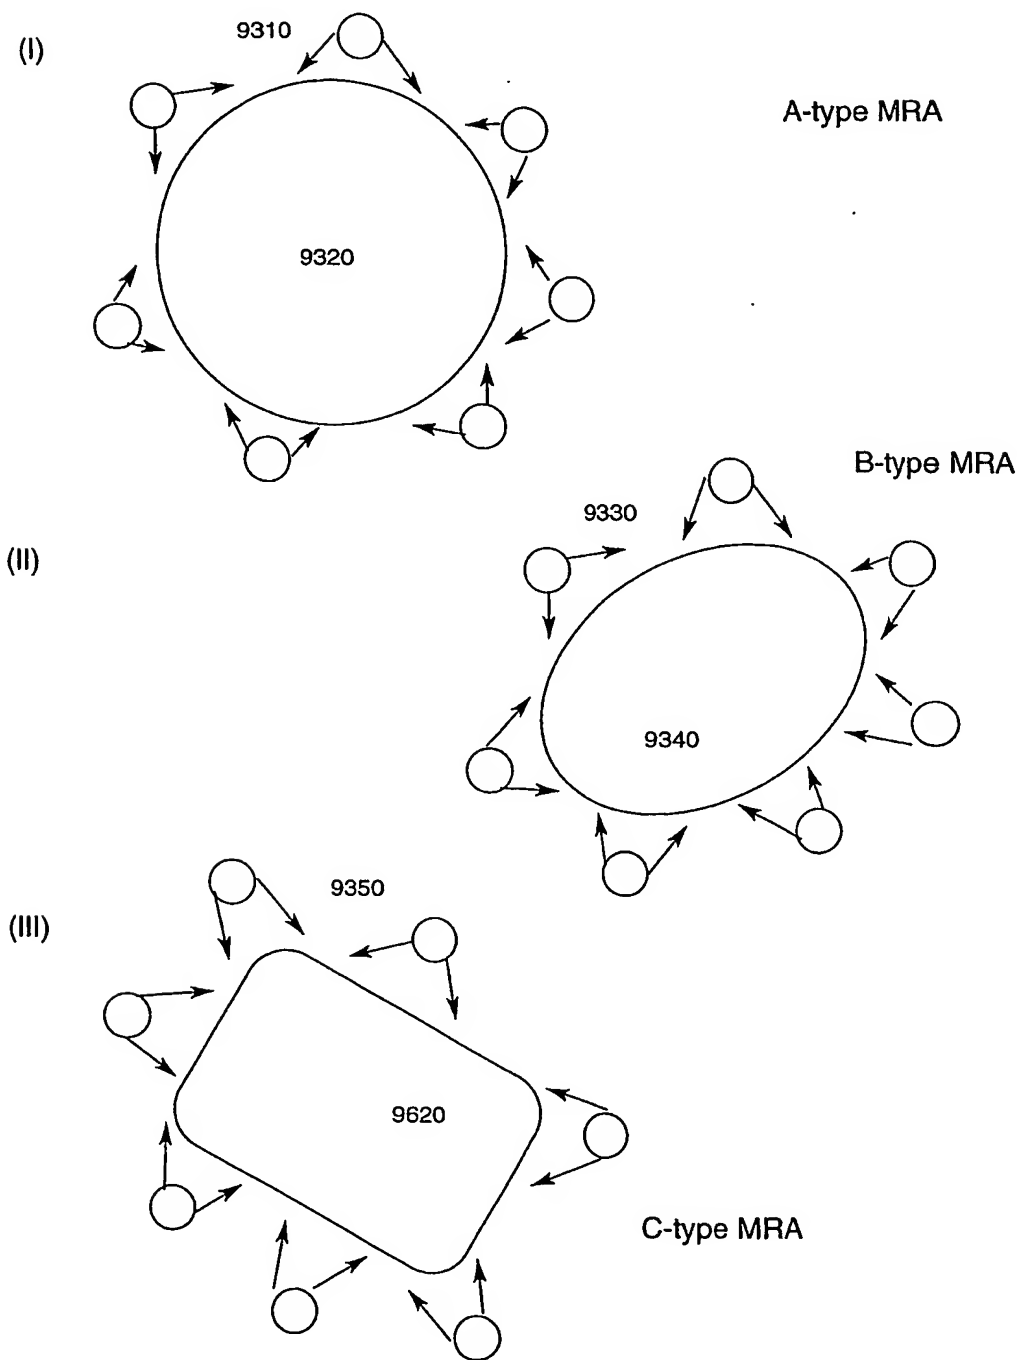 (I)
9310
A-type MRA
9320
B-type MRA
9330
(II)
9340
9350
(III)
9620
C-type MRA